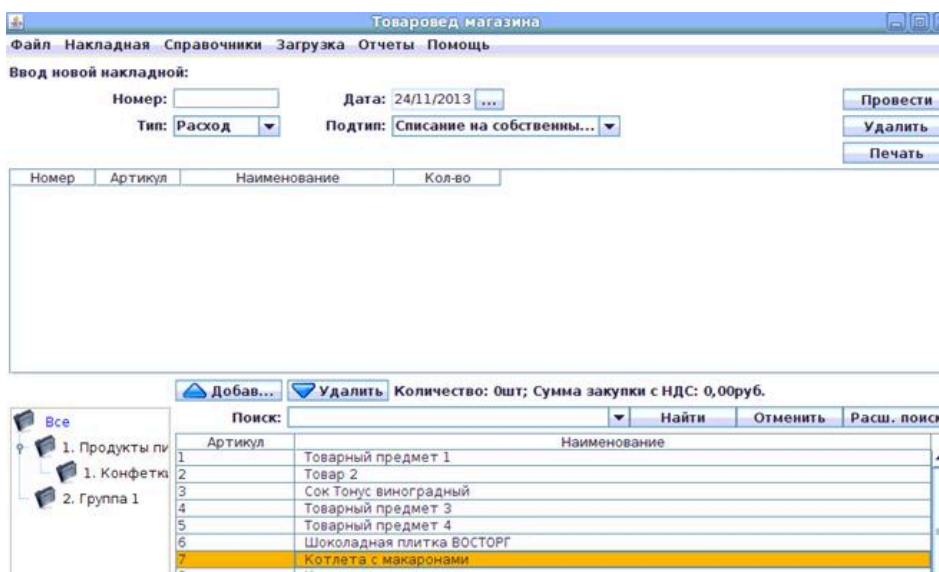 Товаровед магазина
Файл Накладная Справочники Загрузка Отчеты Помощь
Ввод новой накладной:
Номер: Дата: 24/11/2013 ... Провести
Тип: Расход Подтип: Списание на собственны... Удалить
Печать
Номер Артикул Наименование Кол-во
Добав... Удалить Количество: 0шт; Сумма закупки с НДС: 0,00руб.
Все Поиск: Найти Отменить Расш. поиск
Артикул Наименование
1. Продукты пи 1 Товарный предмет 1
1. Конфетки 2 Товар 2
2. Группа 1 3 Сок Тонус виноградный
4 Товарный предмет 3
5 Товарный предмет 4
6 Шоколадная плитка ВОСТОРГ
7 Котлета с макаронами